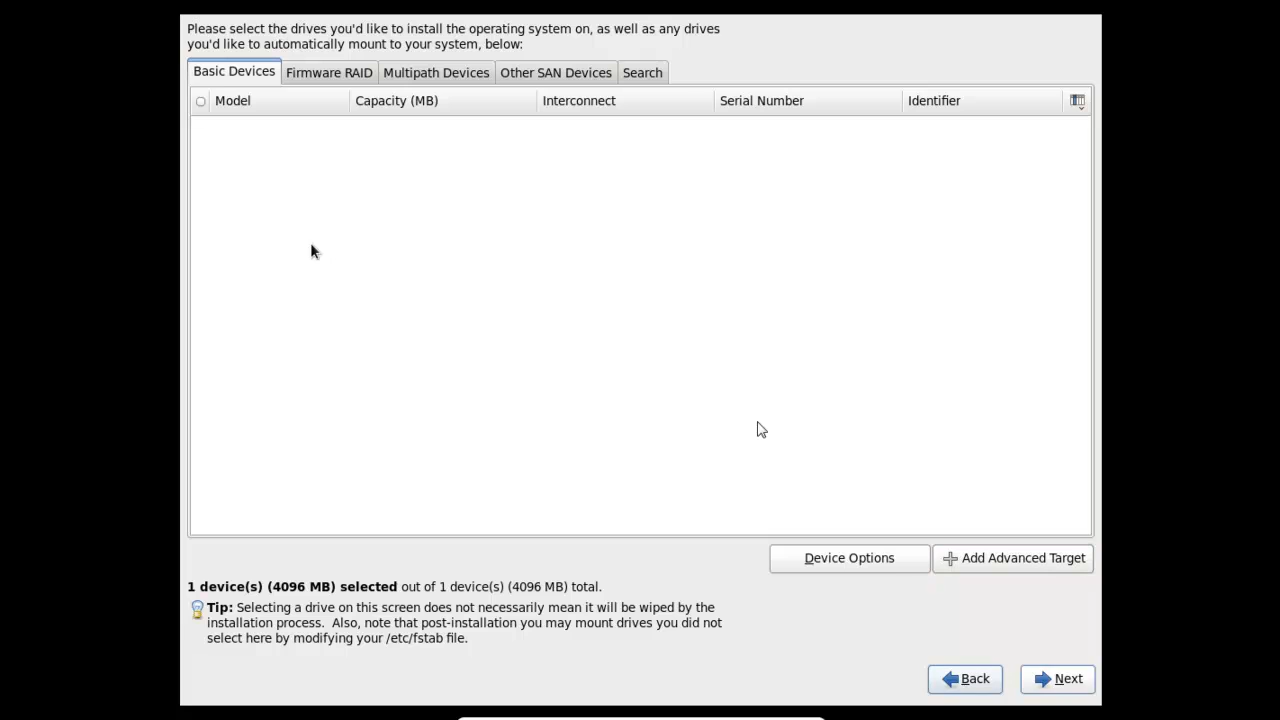 Please select the drives you'd like to install the operating system on, as well as any drives
you'd like to automatically mount to your system, below:
Basic Devices Firmware RAID Multipath Devices Other SAN Devices Search
Model Capacity (MB) Interconnect Serial Number Identifier
Device Options Add Advanced Target
1 device(s) (4096 MB) selected out of 1 device(s) (4096 MB) total.
Tip: Selecting a drive on this screen does not necessarily mean it will be wiped by the
installation process. Also, note that post-installation you may mount drives you did not
select here by modifying your /etc/fstab file.
Back Next